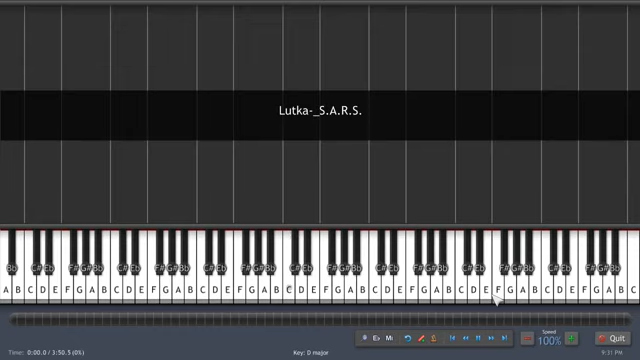 Lutka-_S.A.R.S.
Bb C# Eb F# G# Bb C# Eb F# G# Bb C# Eb F# G# Bb C# Eb F# G# Bb C# Eb F# G# Bb C# Eb F# G# Bb C# Eb F# G# Bb
A B C D E F G A B C D E F G A B C D E F G A B C D E F G A B C D E F G A B C D E F G A B C D E F G A B C
Eb M
Speed
100%
Quit
Time: 0:00.0 / 3:50.5 (0%)
Key: D major
9:31 PM